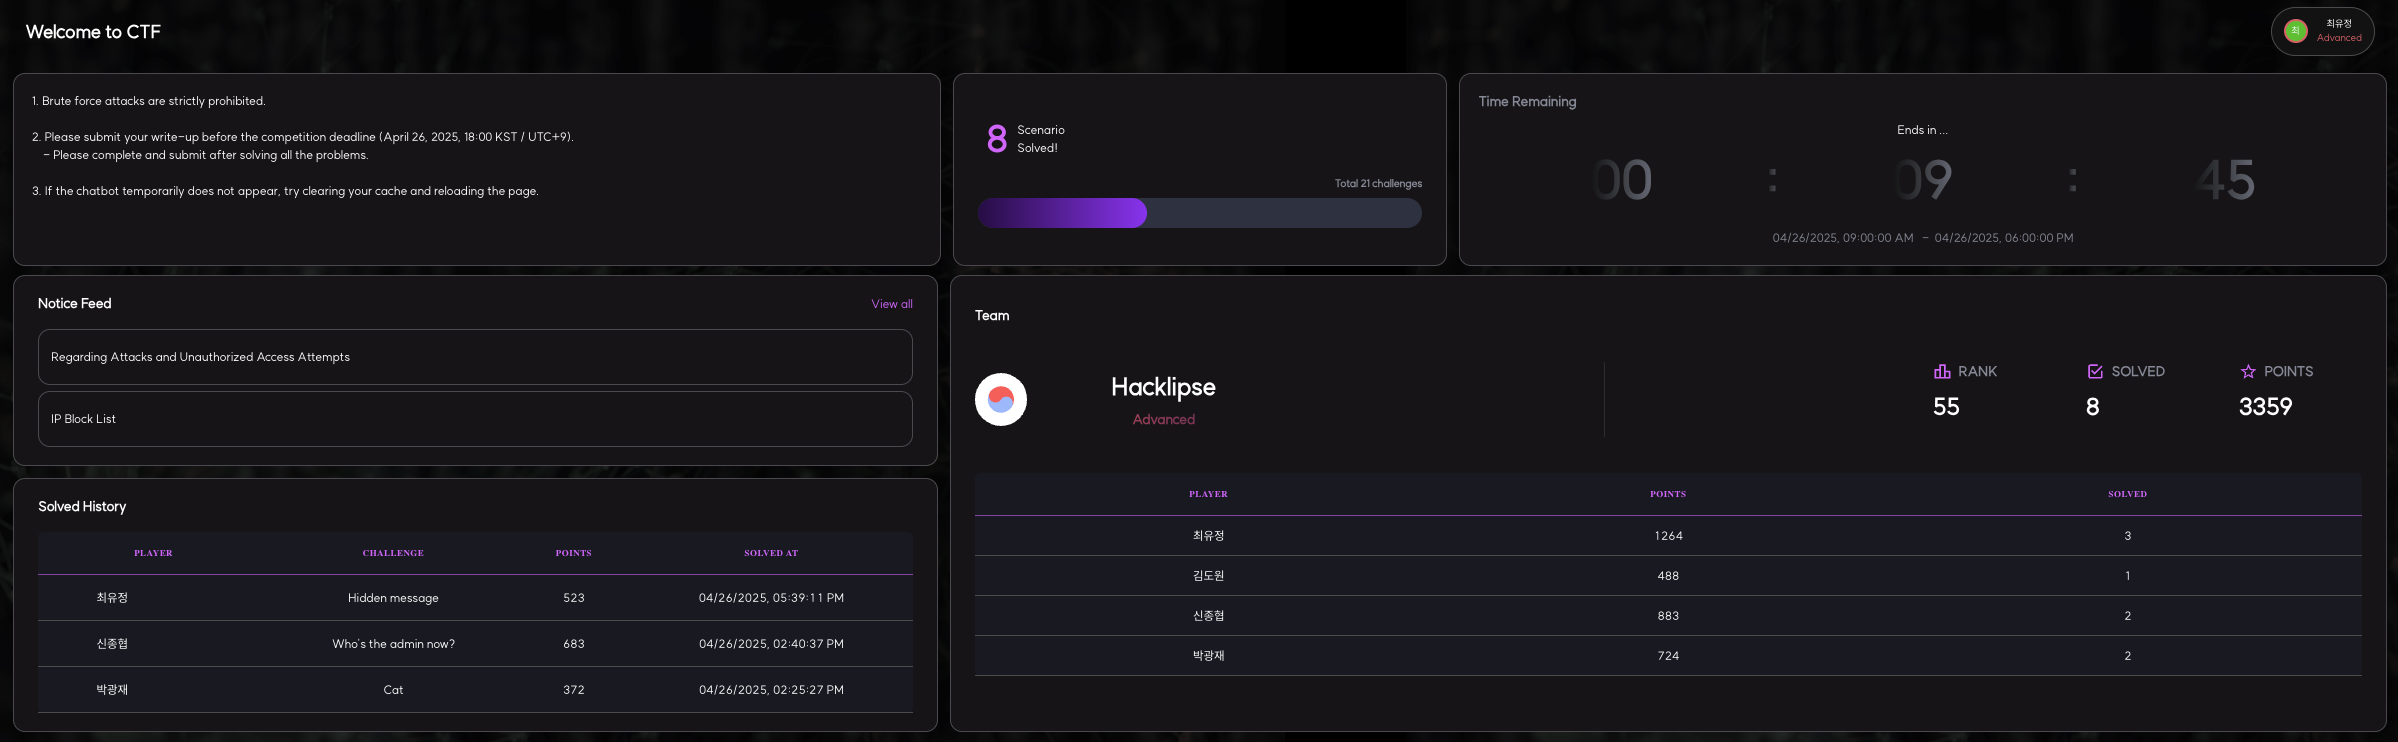 Welcome to CTF
최
최유정
Advanced
1. Brute force attacks are strictly prohibited.
2. Please submit your write-up before the competition deadline (April 26, 2025, 18:00 KST / UTC+9).
- Please complete and submit after solving all the problems.
3. If the chatbot temporarily does not appear, try clearing your cache and reloading the page.
8 Scenario
Solved!
Total 21 challenges
Time Remaining
Ends in ...
00 : 09 : 45
04/26/2025, 09:00:00 AM - 04/26/2025, 06:00:00 PM
Notice Feed View all
Regarding Attacks and Unauthorized Access Attempts
IP Block List
Solved History
PLAYER CHALLENGE POINTS SOLVED AT
최유정 Hidden message 523 04/26/2025, 05:39:11 PM
신종협 Who's the admin now? 683 04/26/2025, 02:40:37 PM
박광재 Cat 372 04/26/2025, 02:25:27 PM
Team
Hacklipse
Advanced
RANK SOLVED POINTS
55 8 3359
PLAYER POINTS SOLVED
최유정 1264 3
김도원 488 1
신종협 883 2
박광재 724 2